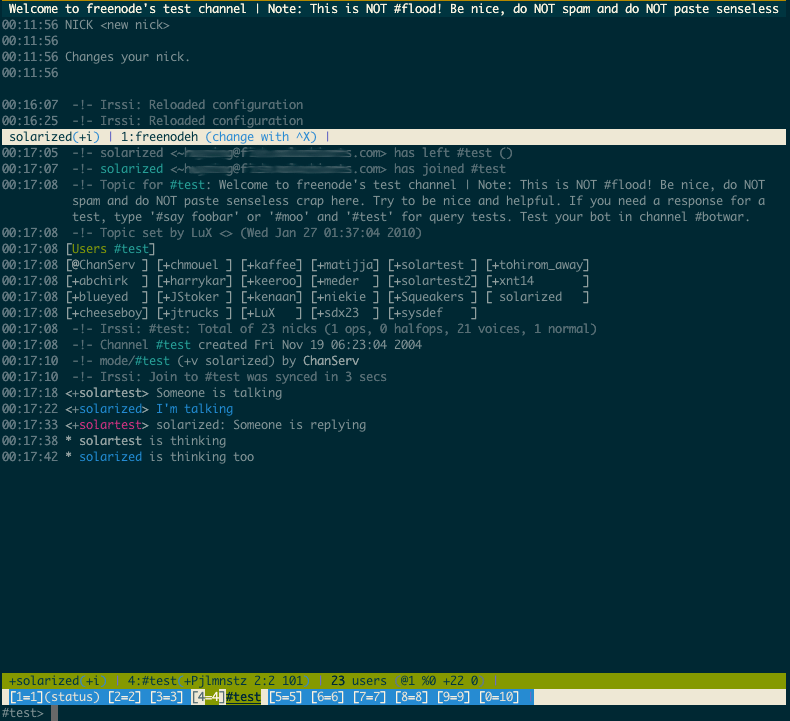 Welcome to freenode's test channel | Note: This is NOT #flood! Be nice, do NOT spam and do NOT paste senseless
00:11:56 NICK <new nick>
00:11:56
00:11:56 Changes your nick.
00:11:56
00:16:07 -!- Irssi: Reloaded configuration
00:16:25 -!- Irssi: Reloaded configuration
solarized(+i) | 1:freenodeh (change with ^X) |
00:17:05 -!- solarized <~ .com> has left #test ()
00:17:07 -!- solarized <~ .com> has joined #test
00:17:08 -!- Topic for #test: Welcome to freenode's test channel | Note: This is NOT #flood! Be nice, do NOT
spam and do NOT paste senseless crap here. Try to be nice and helpful. If you need a response for a
test, type '#say foobar' or '#moo' and '#test' for query tests. Test your bot in channel #botwar.
00:17:08 -!- Topic set by LuX <> (Wed Jan 27 01:37:04 2010)
00:17:08 [Users #test]
00:17:08 [@ChanServ ] [+chmouel ] [+kaffee] [+matijja] [+solartest ] [+tohirom_away]
00:17:08 [+abchirk  ] [+harrykar] [+keeroo] [+meder  ] [+solartest2] [+xnt14       ]
00:17:08 [+blueyed  ] [+JStoker ] [+kenaan] [+niekie ] [+Squeakers ] [ solarized   ]
00:17:08 [+cheeseboy] [+jtrucks ] [+LuX   ] [+sdx23  ] [+sysdef    ]
00:17:08 -!- Irssi: #test: Total of 23 nicks (1 ops, 0 halfops, 21 voices, 1 normal)
00:17:08 -!- Channel #test created Fri Nov 19 06:23:04 2004
00:17:10 -!- mode/#test (+v solarized) by ChanServ
00:17:10 -!- Irssi: Join to #test was synced in 3 secs
00:17:18 <+solartest> Someone is talking
00:17:22 <+solarized> I'm talking
00:17:33 <+solartest> solarized: Someone is replying
00:17:38 * solartest is thinking
00:17:42 * solarized is thinking too
+solarized(+i) | 4:#test(+Pjlmnstz 2:2 101) | 23 users (@1 %0 +22 0) |
[1=1](status) [2=2] [3=3] [4=4]#test [5=5] [6=6] [7=7] [8=8] [9=9] [0=10] |
#test>